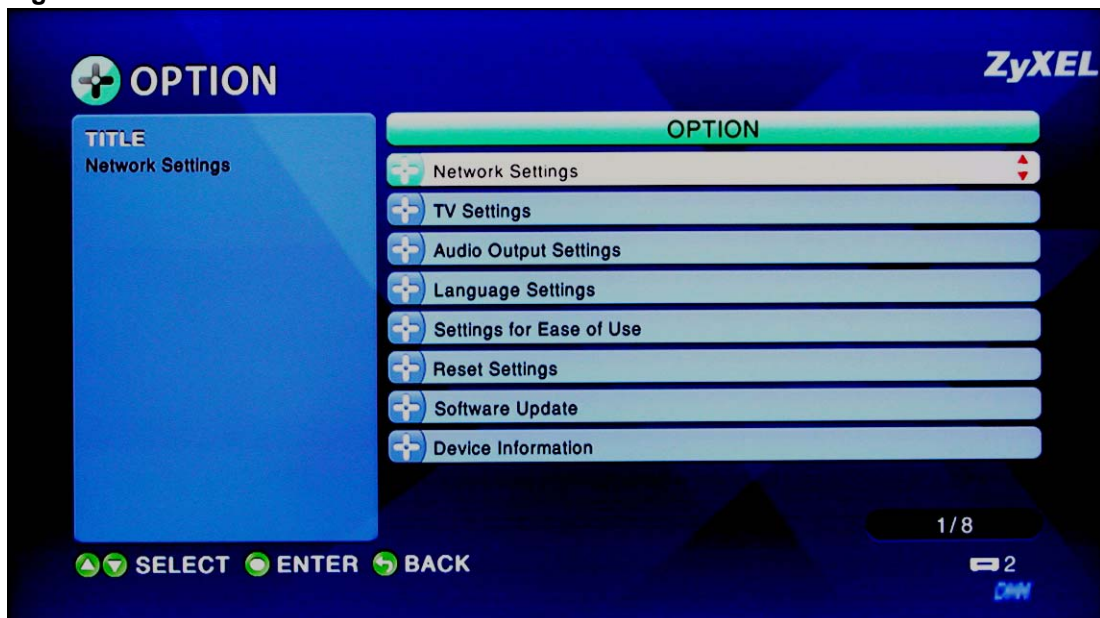 OPTION
ZyXEL
TITLE
Network Settings
OPTION
Network Settings
TV Settings
Audio Output Settings
Language Settings
Settings for Ease of Use
Reset Settings
Software Update
Device Information
1/8
SELECT ENTER BACK
2